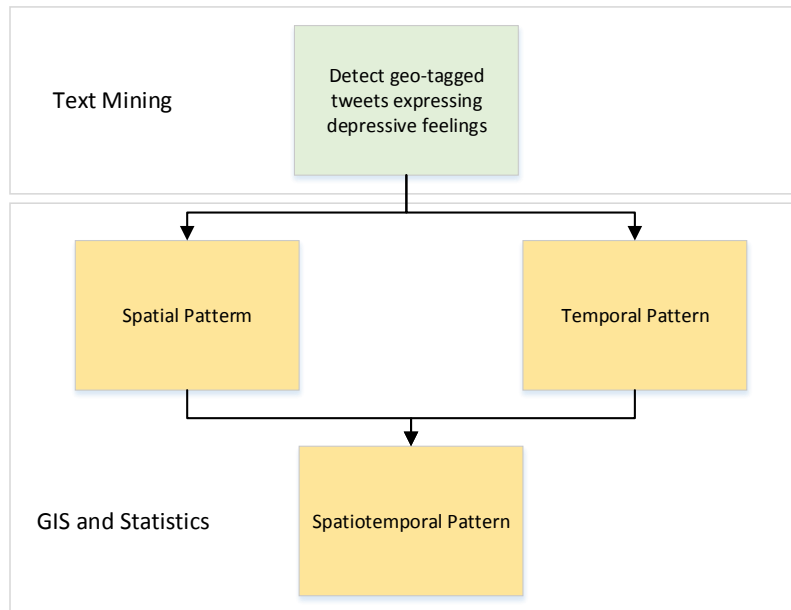 Text Mining
Detect geo-tagged
tweets expressing
depressive feelings
Spatial Patterm
Temporal Pattern
GIS and Statistics
Spatiotemporal Pattern